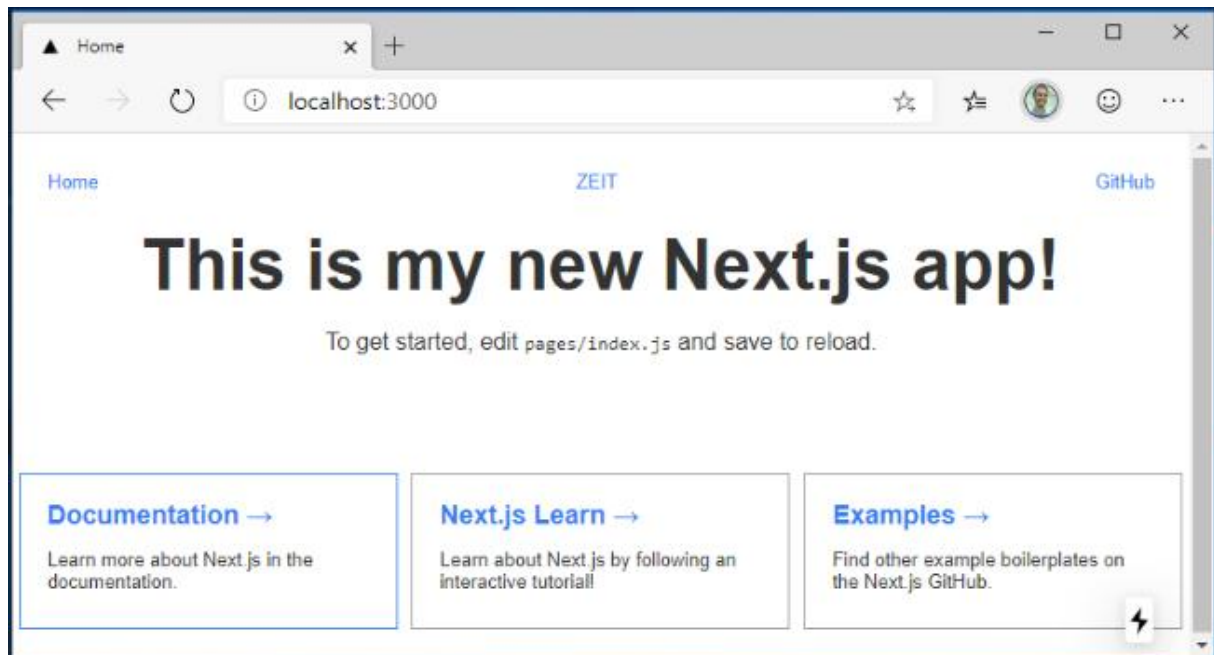 Home
localhost:3000
Home ZEIT GitHub
This is my new Next.js app!
To get started, edit pages/index.js and save to reload.
Documentation →
Learn more about Next.js in the
documentation.
Next.js Learn →
Learn about Next.js by following an
interactive tutorial!
Examples →
Find other example boilerplates on
the Next.js GitHub.